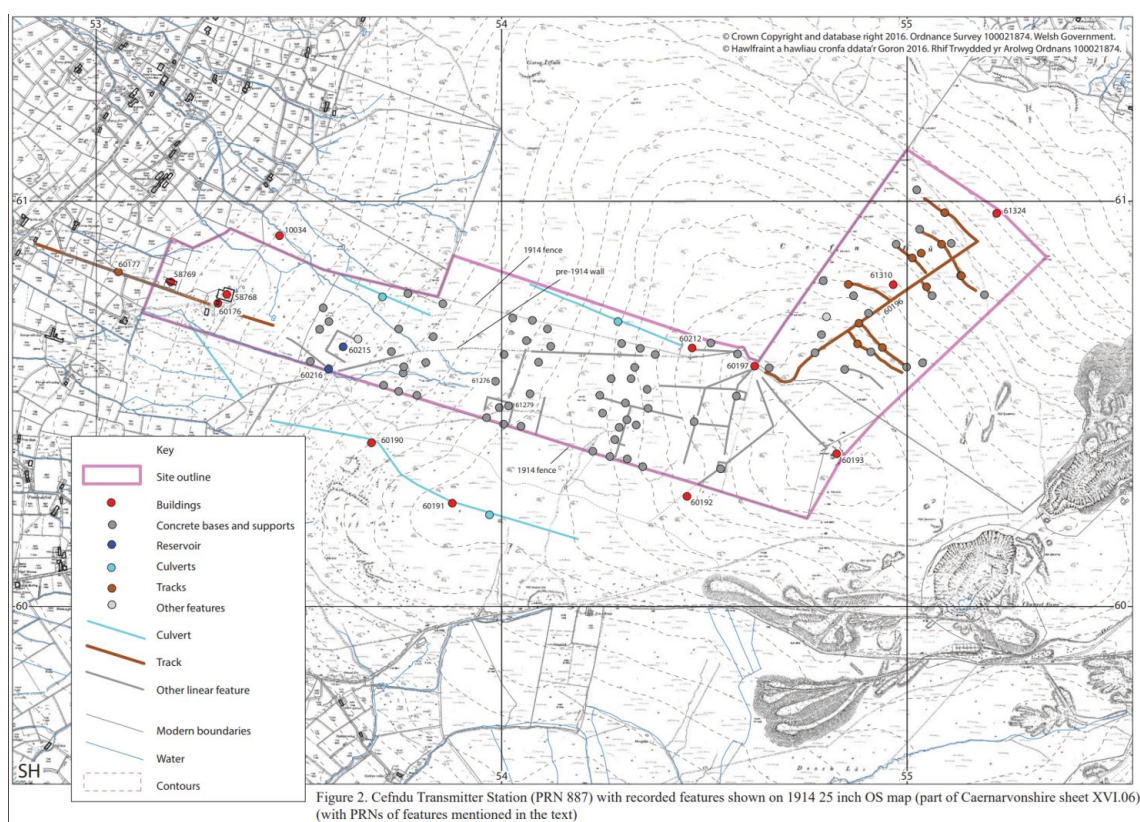 53
54
55
© Crown Copyright and database right 2016. Ordnance Survey 100021874. Welsh Government.
© Hawlfraint a hawliau cronfa ddata'r Goron 2016. Rhif Trwydded yr Arolwg Ordnans 100021874.
61
61
61324
10034
1914 fence
60177
58769
pre-1914 wall
58768
61310
60176
60196
60212
60215
60197
60216
61276
61279
60190
1914 fence
60193
60191
60192
Key
Site outline
Buildings
Concrete bases and supports
Reservoir
Culverts
Tracks
Other features
60
60
Culvert
Track
Other linear feature
Modern boundaries
Water
Contours
SH
54
55
Figure 2. Cefndu Transmitter Station (PRN 887) with recorded features shown on 1914 25 inch OS map (part of Caernarvonshire sheet XVI.06)
(with PRNs of features mentioned in the text)